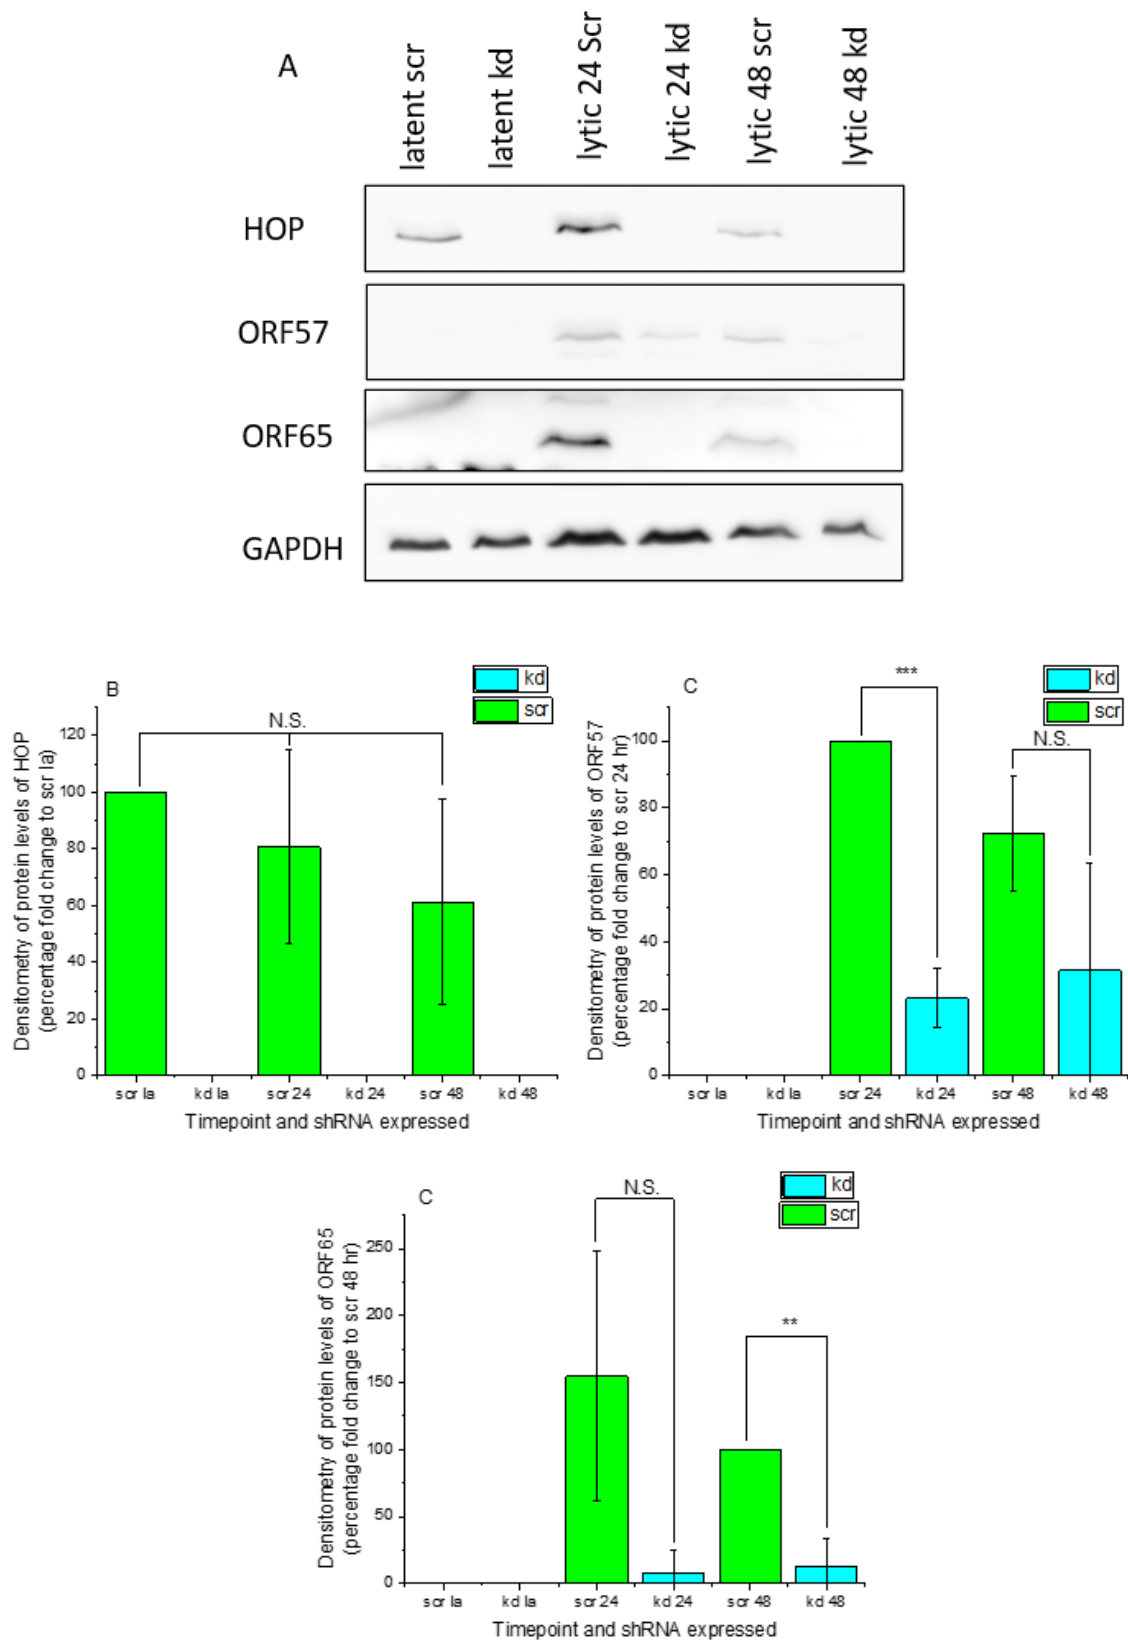 A
latent scr
latent kd
lytic 24 Scr
lytic 24 kd
lytic 48 scr
lytic 48 kd
HOP
ORF57
ORF65
GAPDH
B
kd
scr
N.S.
Densitometry of protein levels of HOP
(percentage fold change to scr la)
120
100
80
60
40
20
0
scr la
kd la
scr 24
kd 24
scr 48
kd 48
Timepoint and shRNA expressed
C
kd
scr
***
N.S.
Densitometry of protein levels of ORF57
(percentage fold change to scr 24 hr)
100
80
60
40
20
0
scr la
kd la
scr 24
kd 24
scr 48
kd 48
Timepoint and shRNA expressed
C
kd
scr
N.S.
**
Densitometry of protein levels of ORF65
(percentage fold change to scr 48 hr)
250
200
150
100
50
0
scr la
kd la
scr 24
kd 24
scr 48
kd 48
Timepoint and shRNA expressed